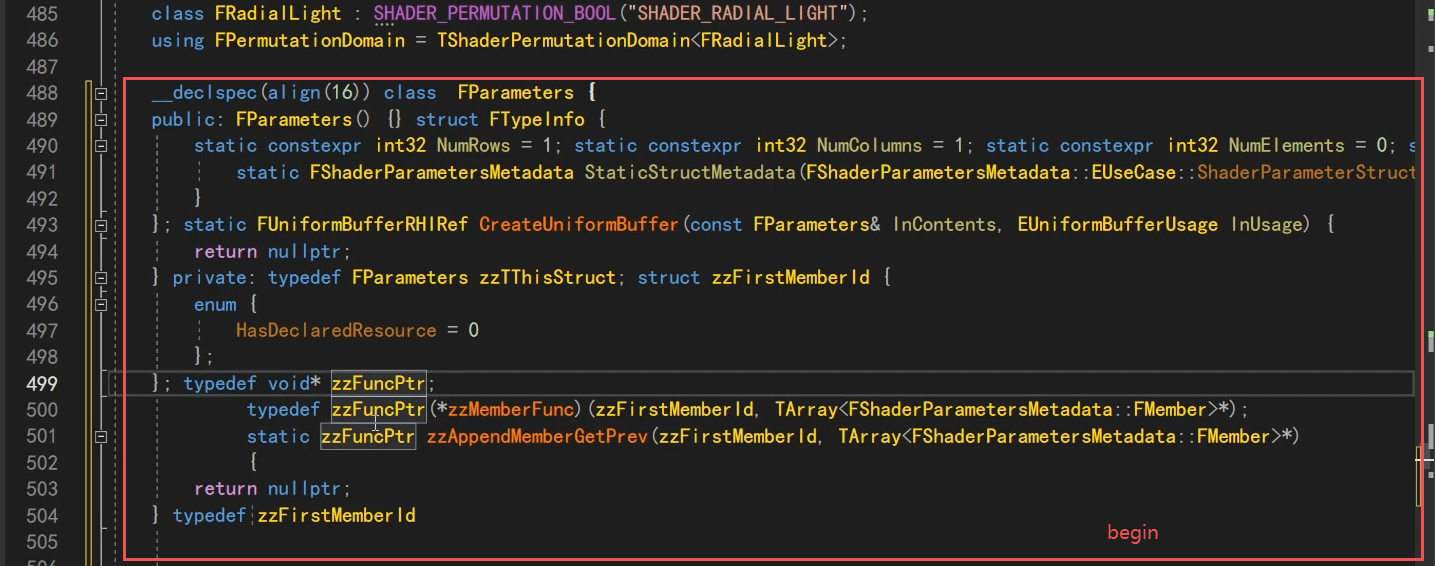 485 class FRadialLight : SHADER_PERMUTATION_BOOL("SHADER_RADIAL_LIGHT");
486 using FPermutationDomain = TShaderPermutationDomain<FRadialLight>;
487
488 __declspec(align(16)) class FParameters {
489 public: FParameters() {} struct FTypeInfo {
490 static constexpr int32 NumRows = 1; static constexpr int32 NumColumns = 1; static constexpr int32 NumElements = 0; s
491 static FShaderParametersMetadata StaticStructMetadata(FShaderParametersMetadata::EUseCase::ShaderParameterStruct
492 }
493 }; static FUniformBufferRHIRef CreateUniformBuffer(const FParameters& InContents, EUniformBufferUsage InUsage) {
494 return nullptr;
495 } private: typedef FParameters zzTThisStruct; struct zzFirstMemberId {
496 enum {
497 HasDeclaredResource = 0
498 };
499 }; typedef void* zzFuncPtr;
500 typedef zzFuncPtr(*zzMemberFunc)(zzFirstMemberId, TArray<FShaderParametersMetadata::FMember>*);
501 static zzFuncPtr zzAppendMemberGetPrev(zzFirstMemberId, TArray<FShaderParametersMetadata::FMember>*)
502 {
503 return nullptr;
504 } typedef zzFirstMemberId
begin
505